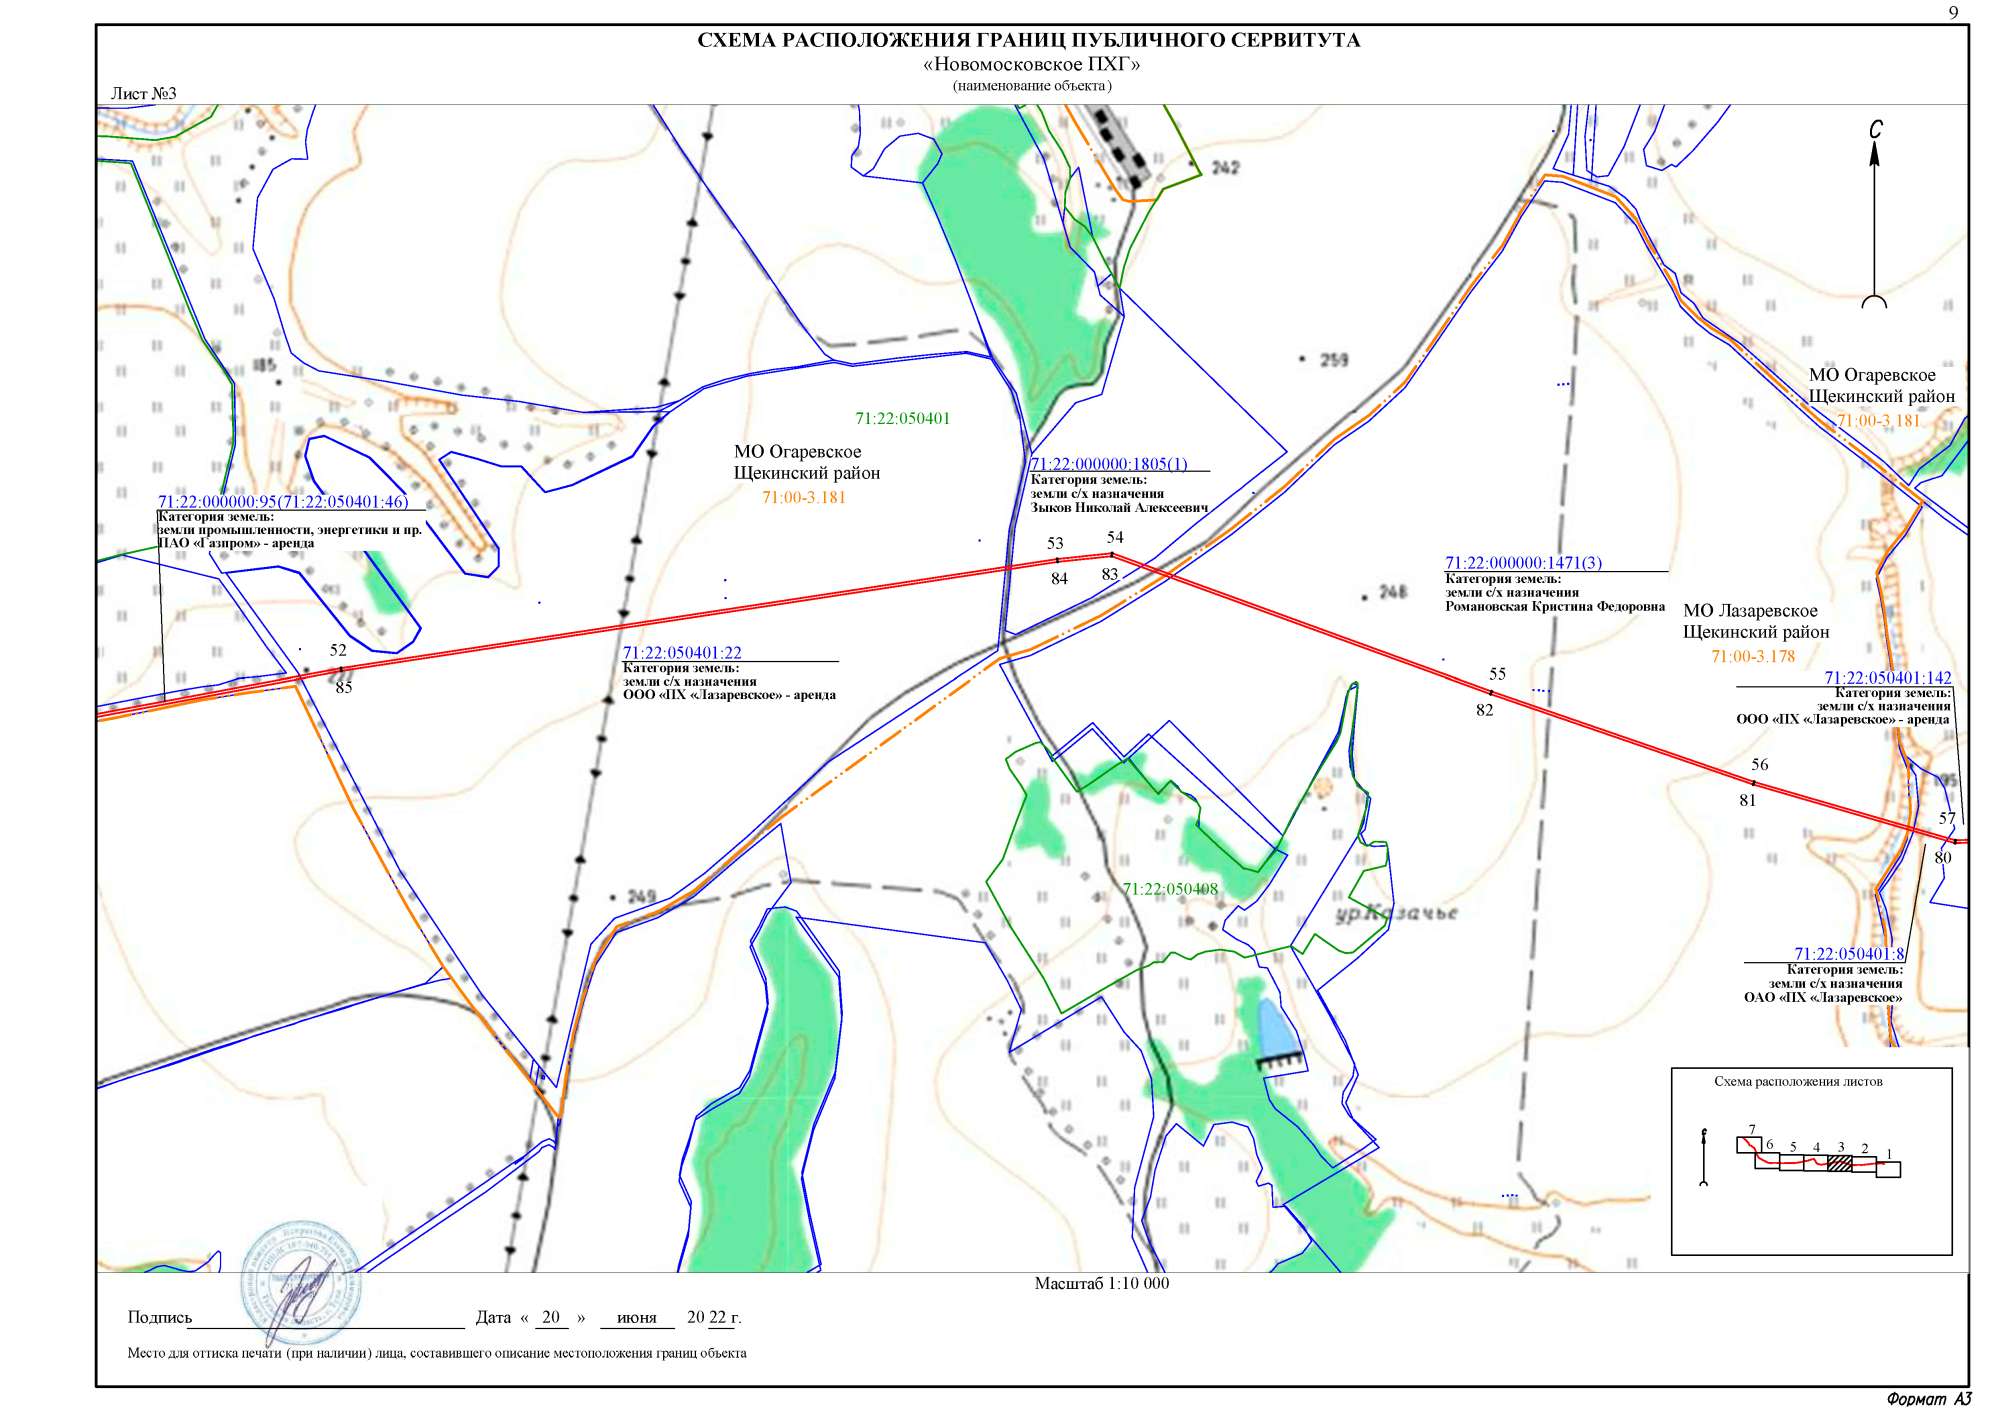 9
СХЕМА РАСПОЛОЖЕНИЯ ГРАНИЦ ПУБЛИЧНОГО СЕРВИТУТА
«Новомосковское ПХГ»
(наименование объекта)
Лист №3
С
242
259
185
МО Огаревское
Щекинский район
71:00-3.181
71:22:050401
МО Огаревское
Щекинский район
71:00-3.181
71:22:000000:1805(1)
Категория земель:
земли с/х назначения
Зыков Николай Алексеевич
71:22:000000:95(71:22:050401:46)
Категория земель:
земли промышленности, энергетики и пр.
ПАО «Газпром» - аренда
53
54
84
83
71:22:000000:1471(3)
Категория земель:
земли с/х назначения
Романовская Кристина Федоровна
248
МО Лазаревское
Щекинский район
71:00-3.178
52
85
71:22:050401:22
Категория земель:
земли с/х назначения
ООО «ПХ «Лазаревское» - аренда
55
82
71:22:050401:142
Категория земель:
земли с/х назначения
ООО «ПХ «Лазаревское» - аренда
56
81
95
57
80
249
71:22:050408
ур.Казачье
71:22:050401:8
Категория земель:
земли с/х назначения
ОАО «ПХ «Лазаревское»
Схема расположения листов
с
7
6
5
4
3
2
1
Масштаб 1:10 000
Подпись
Дата « 20 » июня 20 22 г.
Место для оттиска печати (при наличии) лица, составившего описание местоположения границ объекта
Формат А3